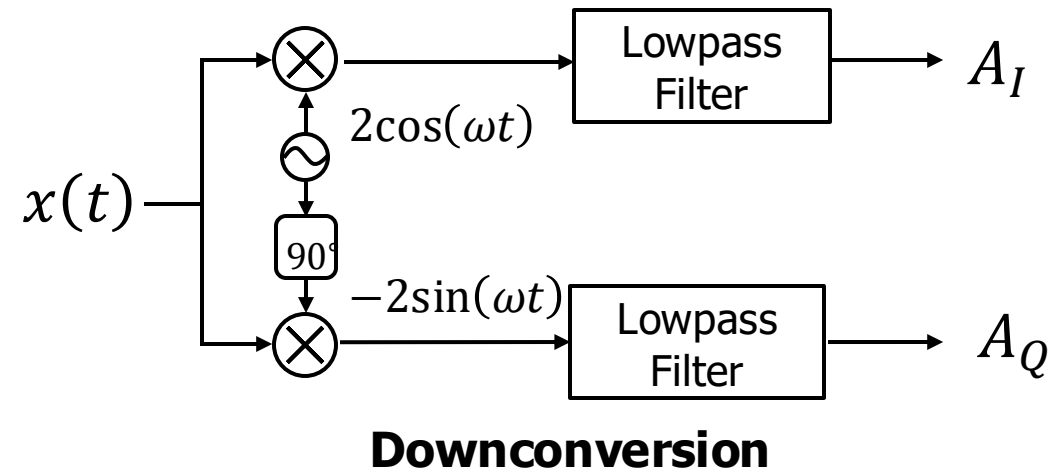 Lowpass
Filter
A_I
2cos(ωt)
x(t)
90°
−2sin(ωt)
Lowpass
Filter
A_Q
Downconversion